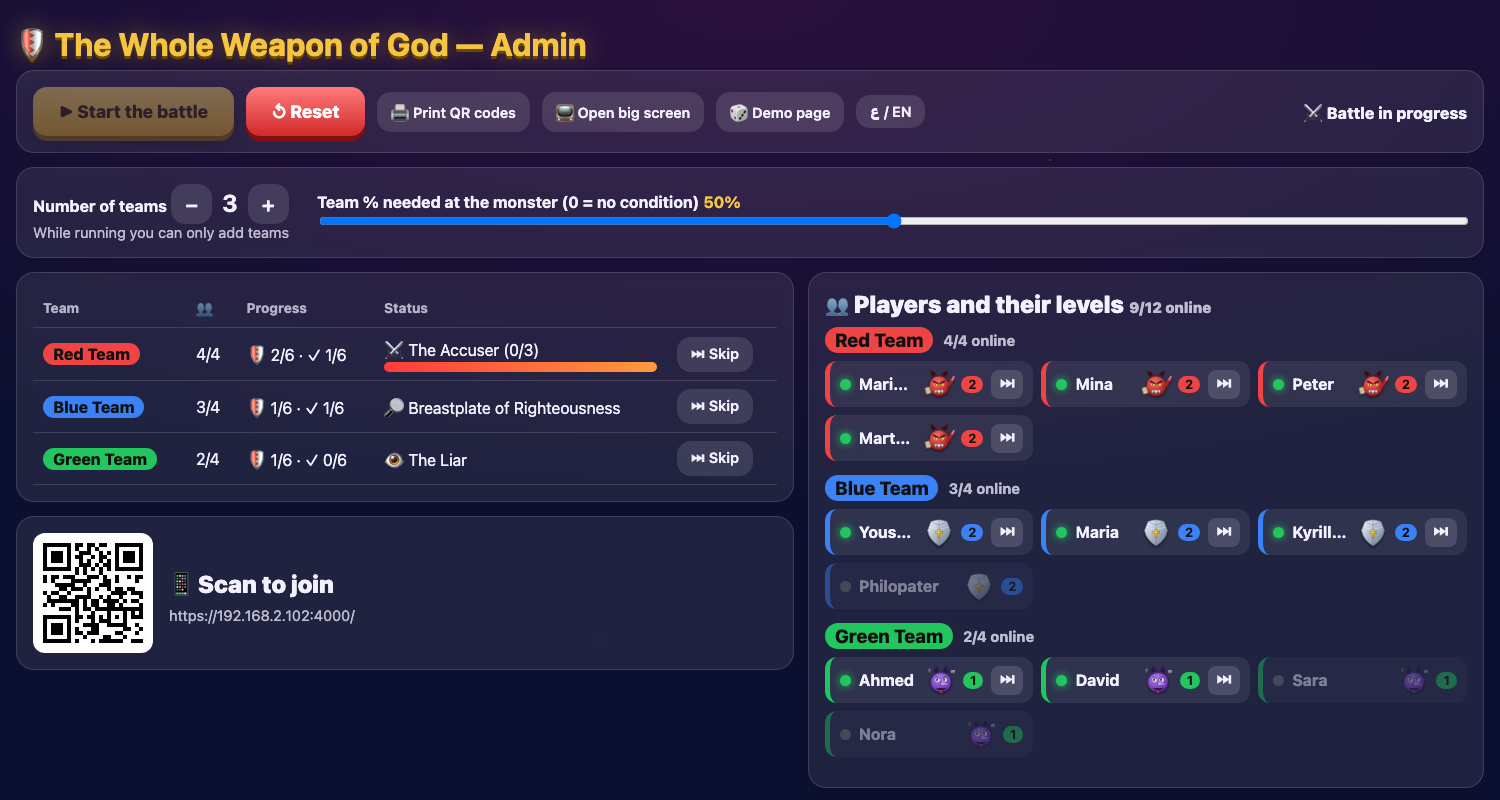 The Whole Weapon of God — Admin
Start the battle
Reset
Print QR codes
Open big screen
Demo page
ع / EN
Battle in progress
Number of teams
− 3 +
While running you can only add teams
Team % needed at the monster (0 = no condition) 50%
Team Progress Status
Red Team 4/4 2/6 · ✓ 1/6 The Accuser (0/3) Skip
Blue Team 3/4 1/6 · ✓ 1/6 Breastplate of Righteousness Skip
Green Team 2/4 1/6 · ✓ 0/6 The Liar Skip
Scan to join
https://192.168.2.102:4000/
Players and their levels 9/12 online
Red Team 4/4 online
Mari... 2 Mina 2 Peter 2
Mart... 2
Blue Team 3/4 online
Yous... 2 Maria 2 Kyrill... 2
Philopater 2
Green Team 2/4 online
Ahmed 1 David 1 Sara 1
Nora 1